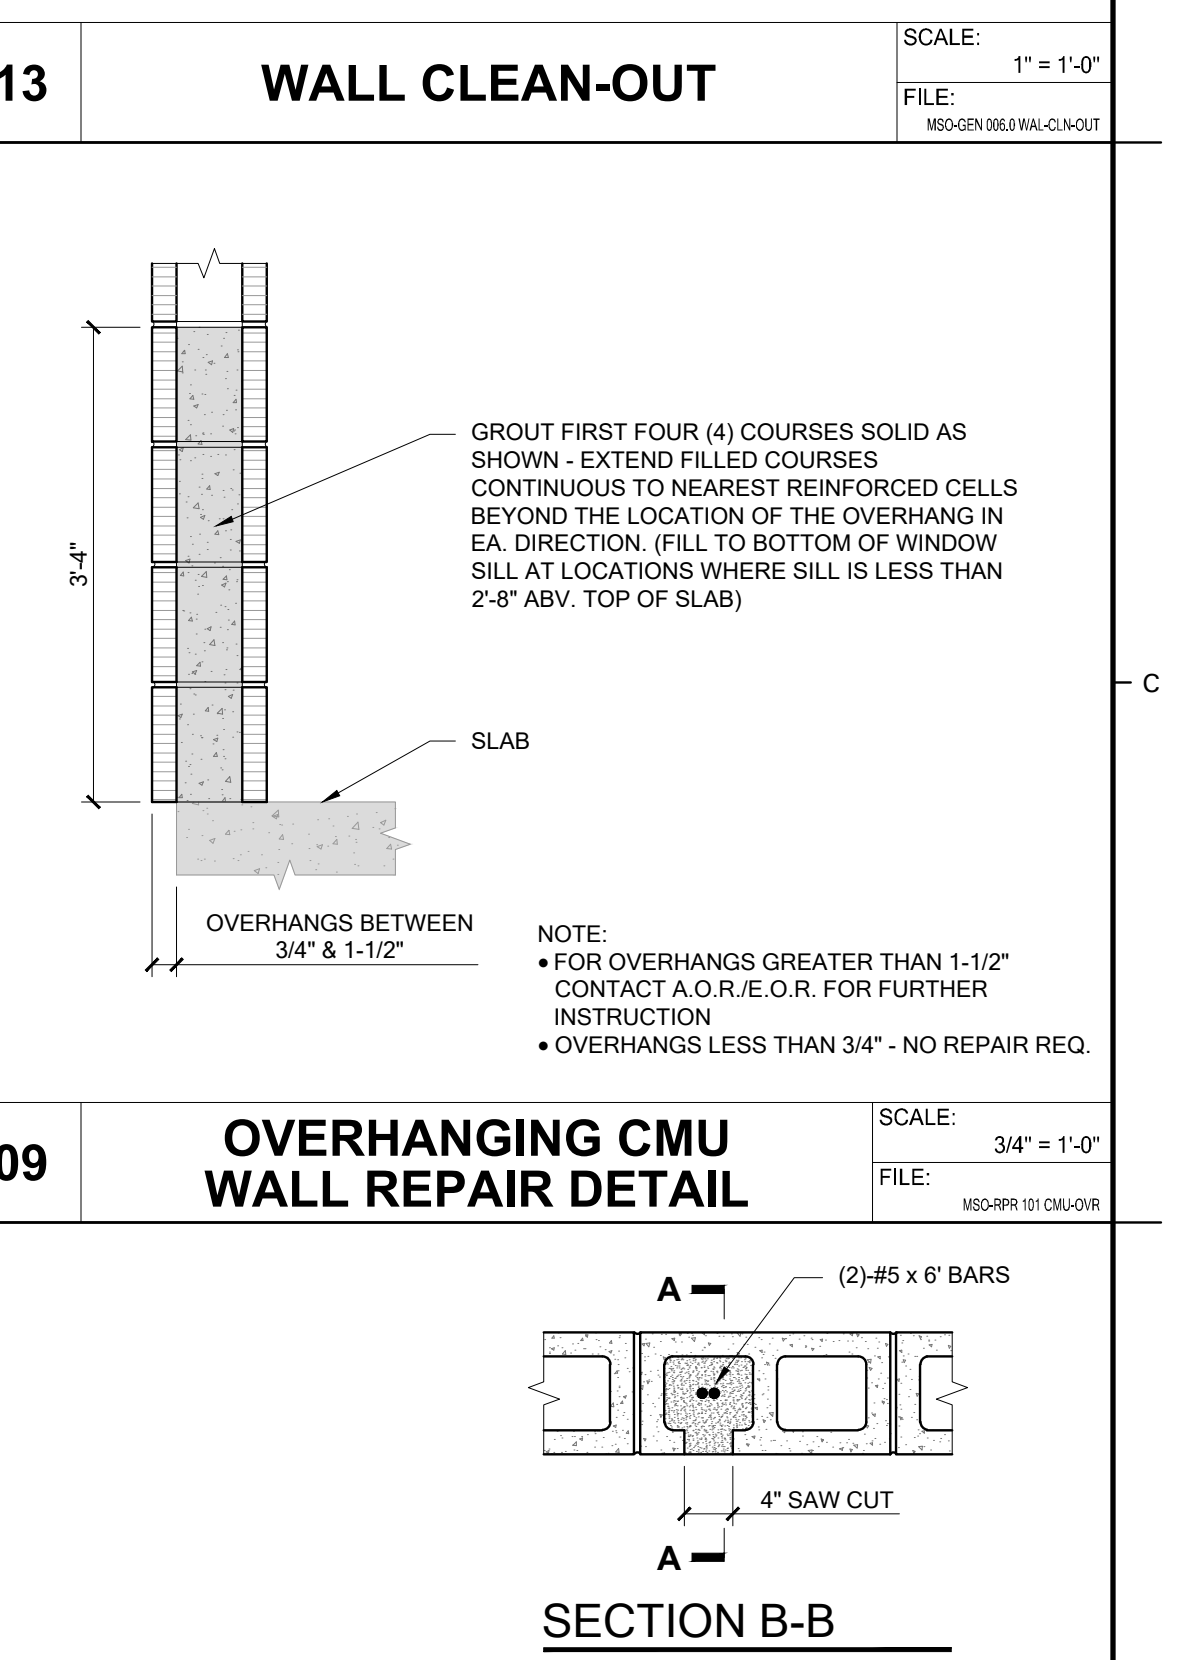 13
WALL CLEAN-OUT
SCALE:
1" = 1'-0"
FILE:
MSO-GEN 006.0 WAL-CLN-OUT
3'-4"
GROUT FIRST FOUR (4) COURSES SOLID AS
SHOWN - EXTEND FILLED COURSES
CONTINUOUS TO NEAREST REINFORCED CELLS
BEYOND THE LOCATION OF THE OVERHANG IN
EA. DIRECTION. (FILL TO BOTTOM OF WINDOW
SILL AT LOCATIONS WHERE SILL IS LESS THAN
2'-8" ABV. TOP OF SLAB)
C
SLAB
OVERHANGS BETWEEN
3/4" & 1-1/2"
NOTE:
• FOR OVERHANGS GREATER THAN 1-1/2"
CONTACT A.O.R./E.O.R. FOR FURTHER
INSTRUCTION
• OVERHANGS LESS THAN 3/4" - NO REPAIR REQ.
09
OVERHANGING CMU
WALL REPAIR DETAIL
SCALE:
3/4" = 1'-0"
FILE:
MSO-RPR 101 CMU-OVR
A
(2)-#5 x 6' BARS
4" SAW CUT
A
SECTION B-B